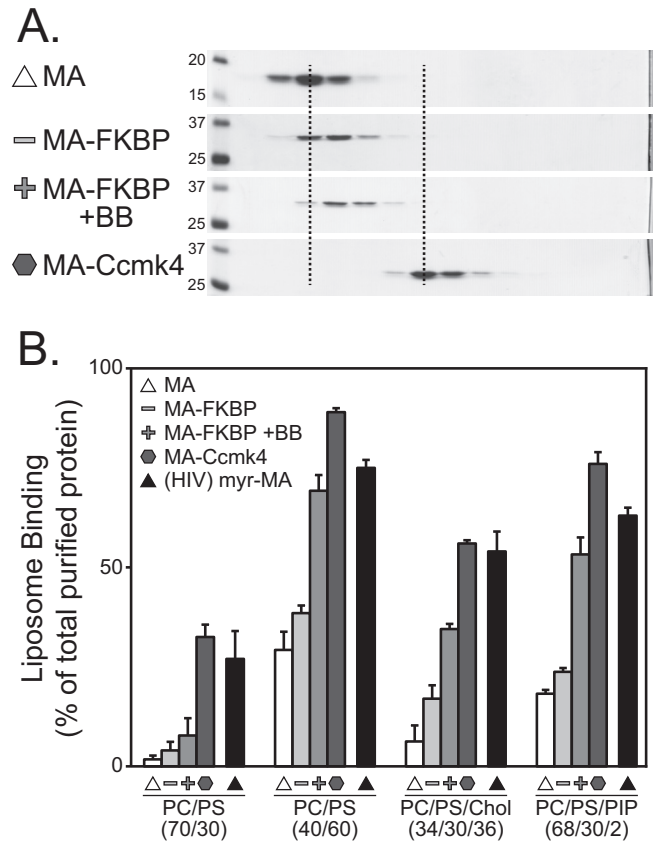 A.
MA
20
15
MA-FKBP
37
25
MA-FKBP
+BB
37
25
MA-Ccmk4
37
25
B.
Liposome Binding
(% of total purified protein)
100
50
0
MA
MA-FKBP
MA-FKBP +BB
MA-Ccmk4
(HIV) myr-MA
PC/PS
(70/30)
PC/PS
(40/60)
PC/PS/Chol
(34/30/36)
PC/PS/PIP
(68/30/2)